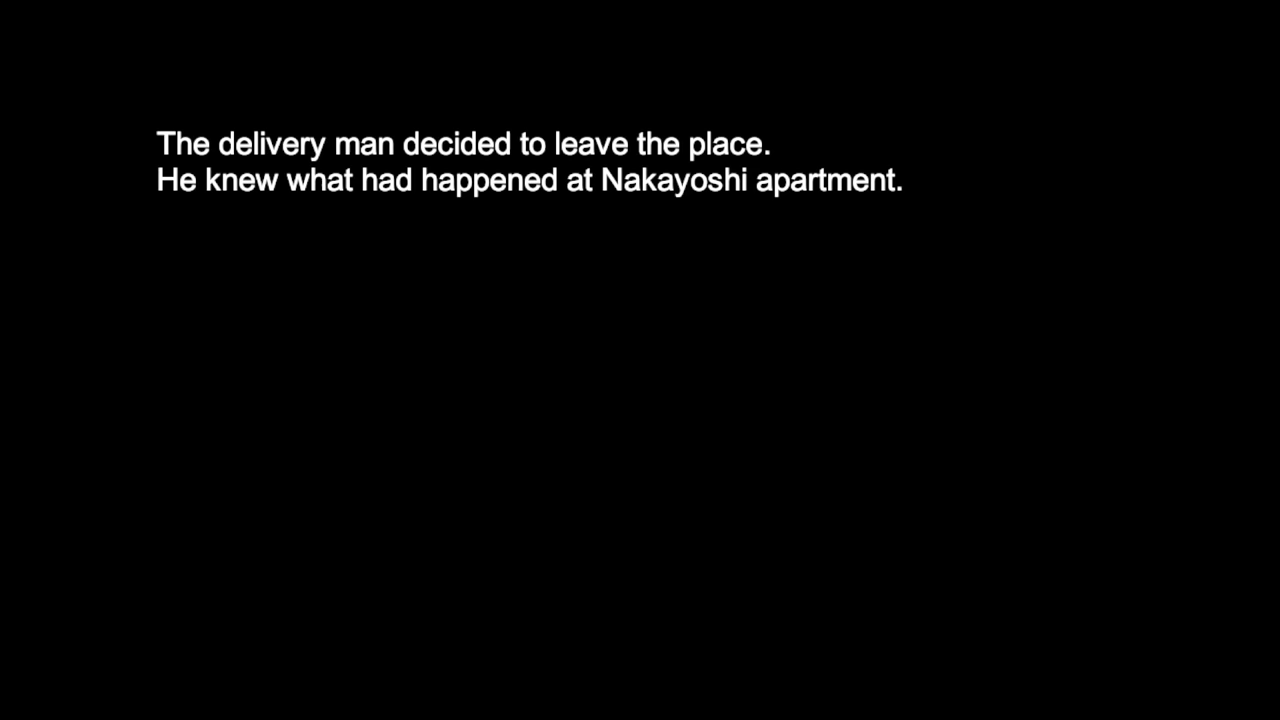 The delivery man decided to leave the place.
He knew what had happened at Nakayoshi apartment.